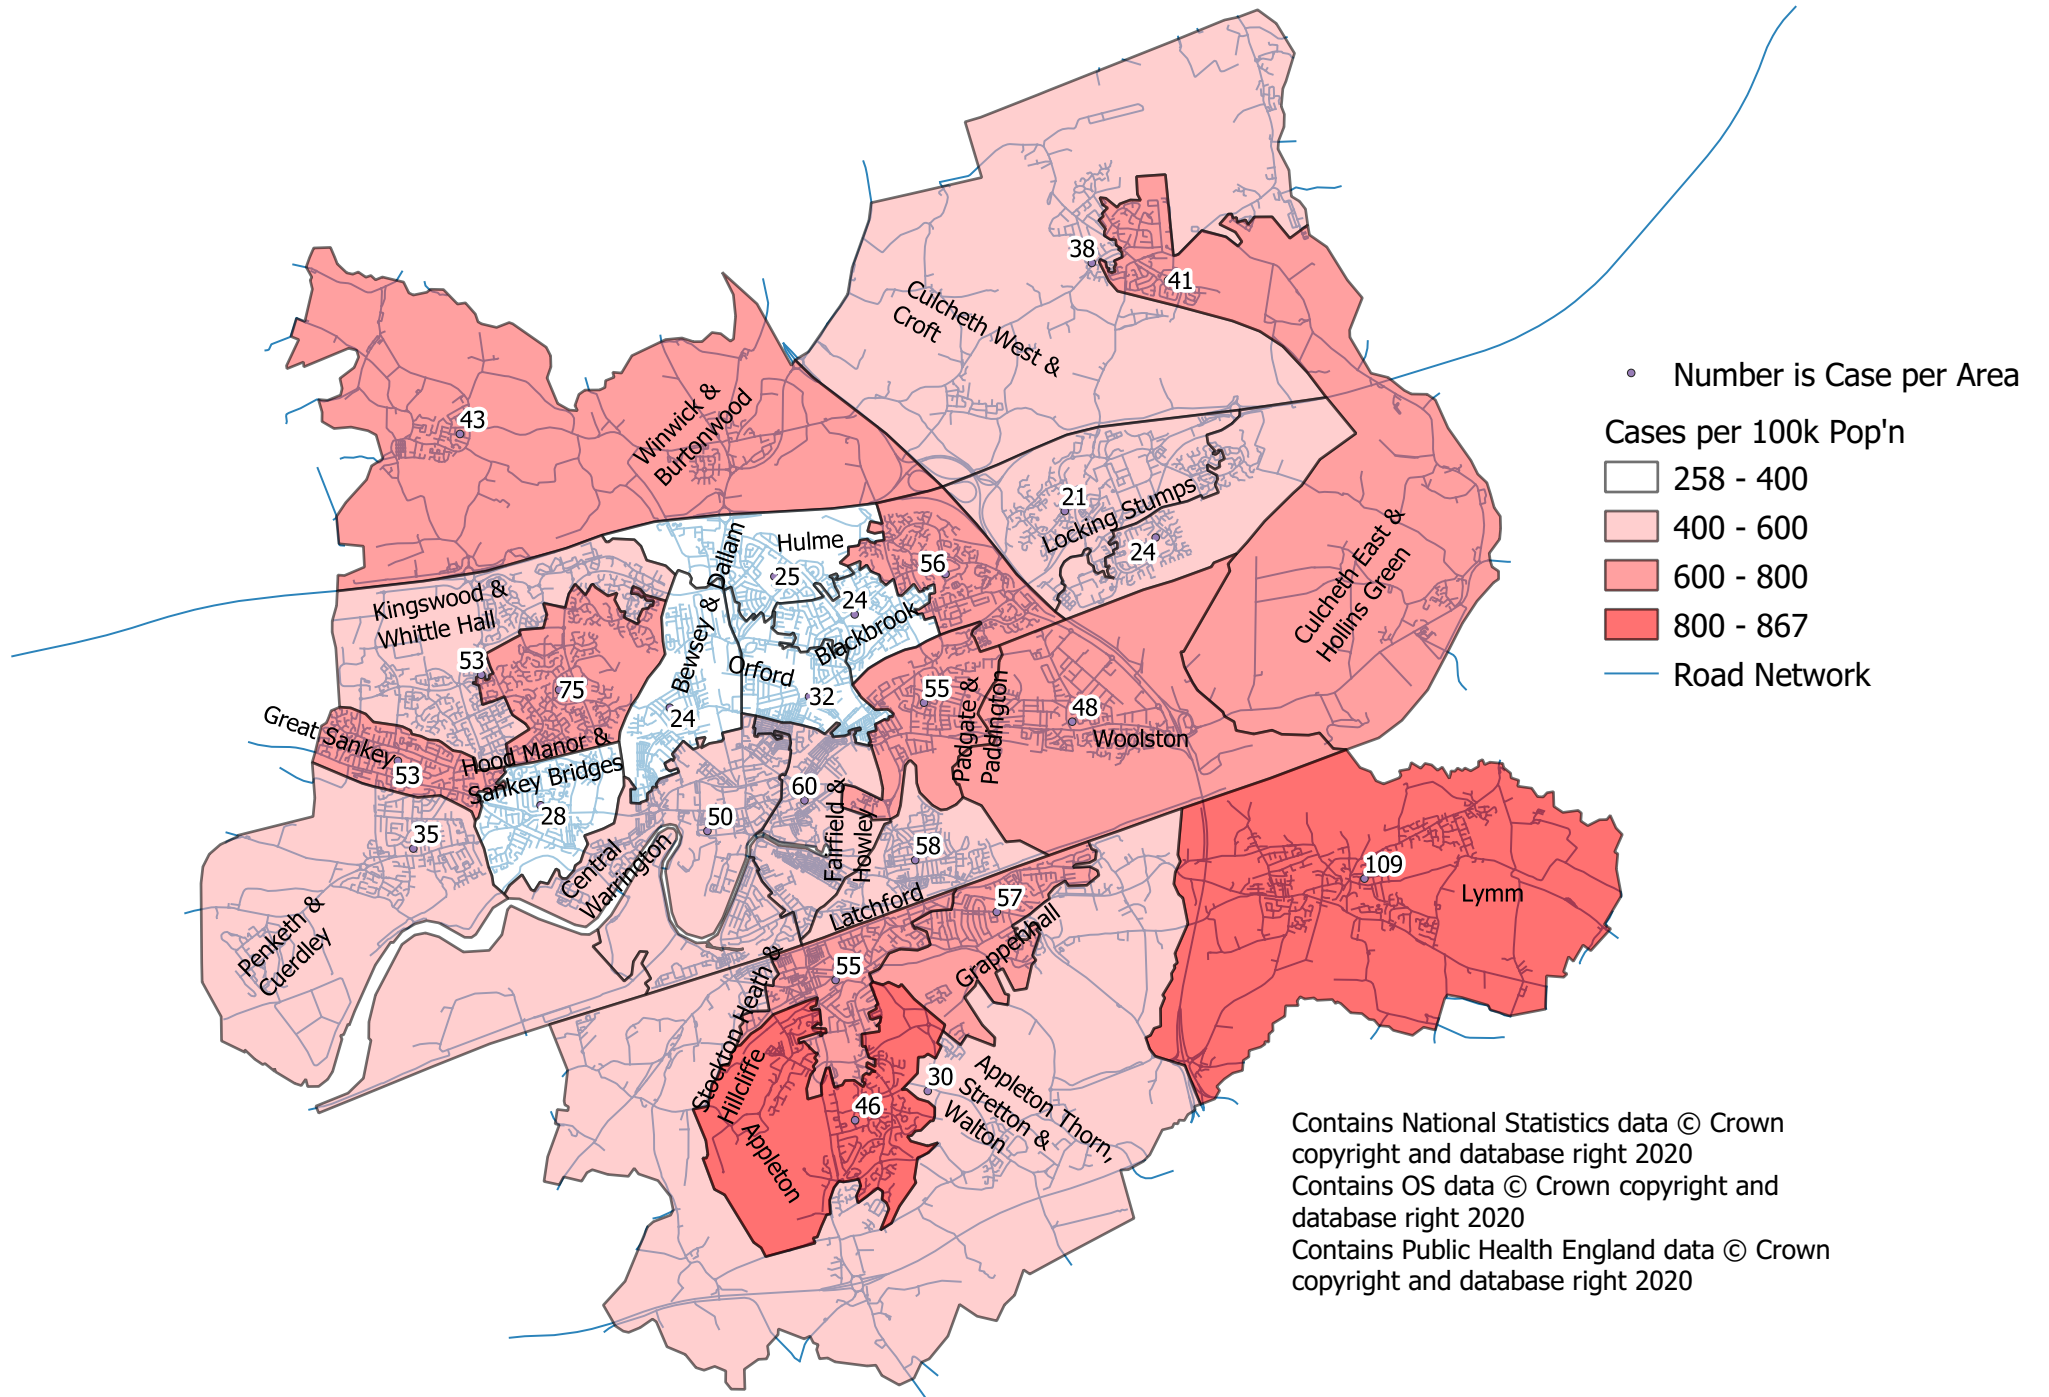 38
41
Culcheth West &
Croft
43
Winwick &
Burtonwood
Number is Case per Area
Cases per 100k Pop'n
258 - 400
400 - 600
600 - 800
800 - 867
Road Network
21
Locking Stumps
24
Hulme
25
56
24
Blackbrook
Culcheth East &
Hollins Green
Kingswood &
Whittle Hall
53
75
Bewsey & Dallam
24
Orford
32
55
Padgate &
Paddington
48
Woolston
Great Sankey
53
Hood Manor &
Sankey Bridges
28
35
50
60
Fairfield &
Howley
58
Central
Warrington
Latchford
57
109
Lymm
Penketh &
Cuerdley
Grappenhall
55
Stockton Heath &
Hillcliffe
30
46
Appleton
Appleton Thorn,
Stretton &
Walton
Contains National Statistics data © Crown
copyright and database right 2020
Contains OS data © Crown copyright and
database right 2020
Contains Public Health England data © Crown
copyright and database right 2020